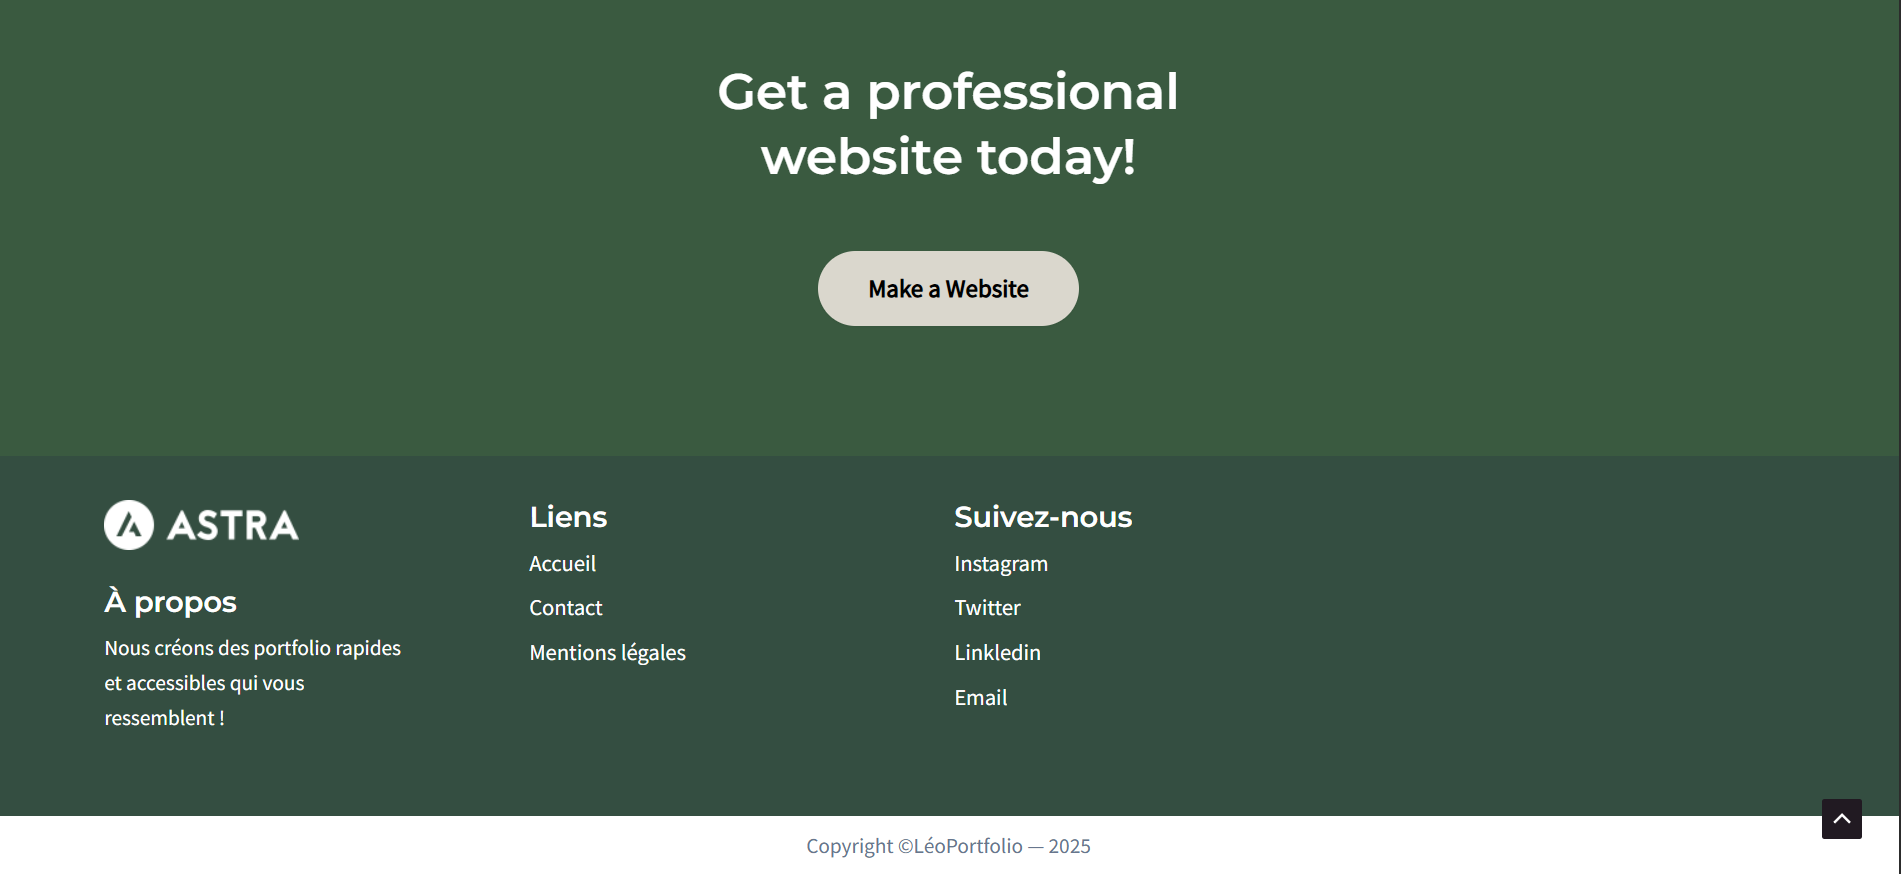 Get a professional
website today!
Make a Website
ASTRA
À propos
Nous créons des portfolio rapides
et accessibles qui vous
ressemblent !
Liens
Accueil
Contact
Mentions légales
Suivez-nous
Instagram
Twitter
Linkledin
Email
Copyright ©LéoPortfolio — 2025